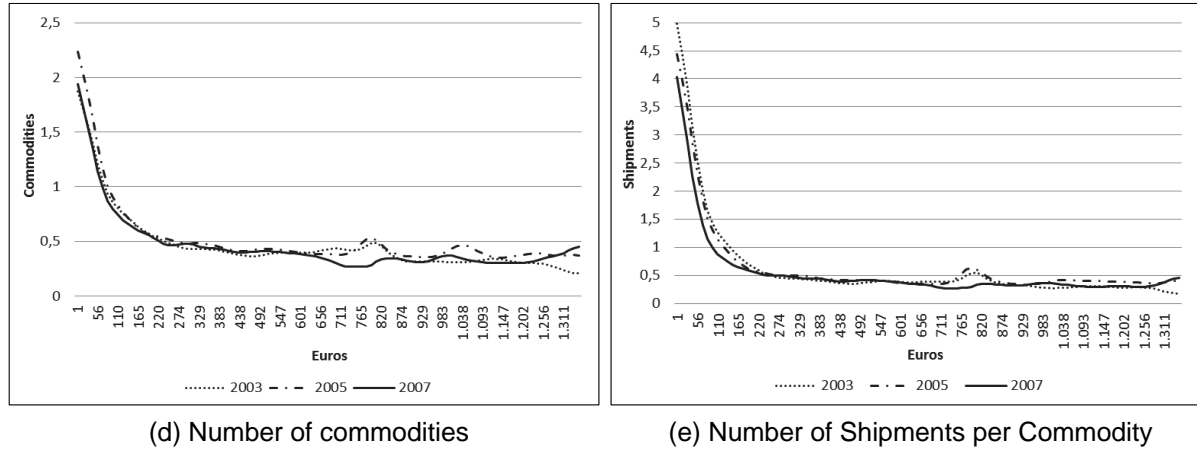 2,5
2
1,5
1
0,5
0
Commodities
1 56 110 165 220 274 329 383 438 492 547 601 656 711 765 820 874 929 983 1.038 1.093 1.147 1.202 1.256 1.311
Euros
2003 2005 2007
(d) Number of commodities
5
4,5
4
3,5
3
2,5
2
1,5
1
0,5
0
Shipments
1 56 110 165 220 274 329 383 438 492 547 601 656 711 765 820 874 929 983 1.038 1.093 1.147 1.202 1.256 1.311
Euros
2003 2005 2007
(e) Number of Shipments per Commodity